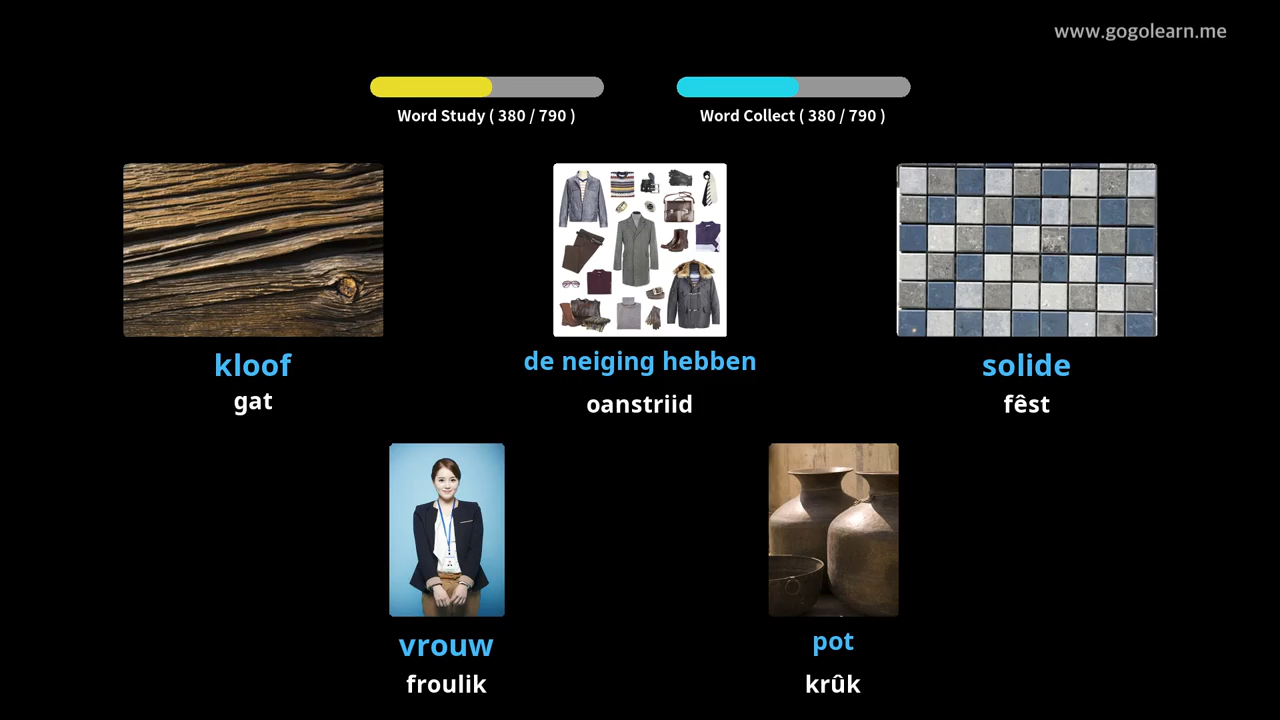 www.gogolearn.me
Word Study ( 380 / 790 )
Word Collect ( 380 / 790 )
kloof
gat
de neiging hebben
oanstriid
solide
fêst
vrouw
froulik
pot
krûk